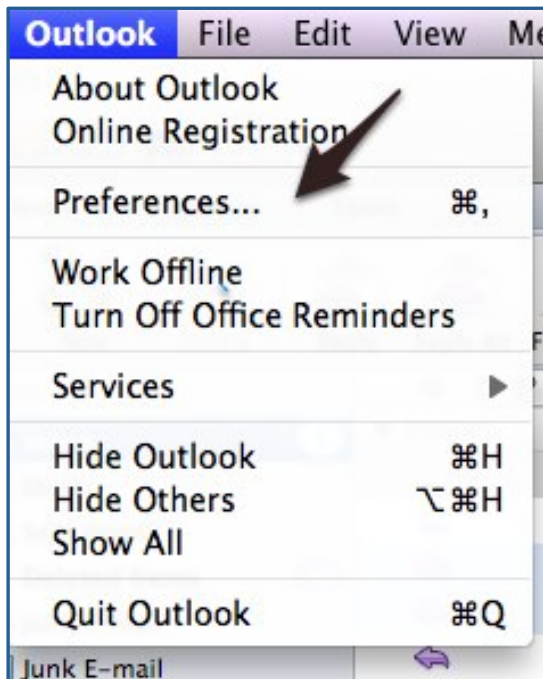 Outlook File Edit View Me
About Outlook
Online Registration
Preferences... ⌘,
Work Offline
Turn Off Office Reminders
Services
Hide Outlook ⌘H
Hide Others ⌥⌘H
Show All
Quit Outlook ⌘Q
Junk E-mail